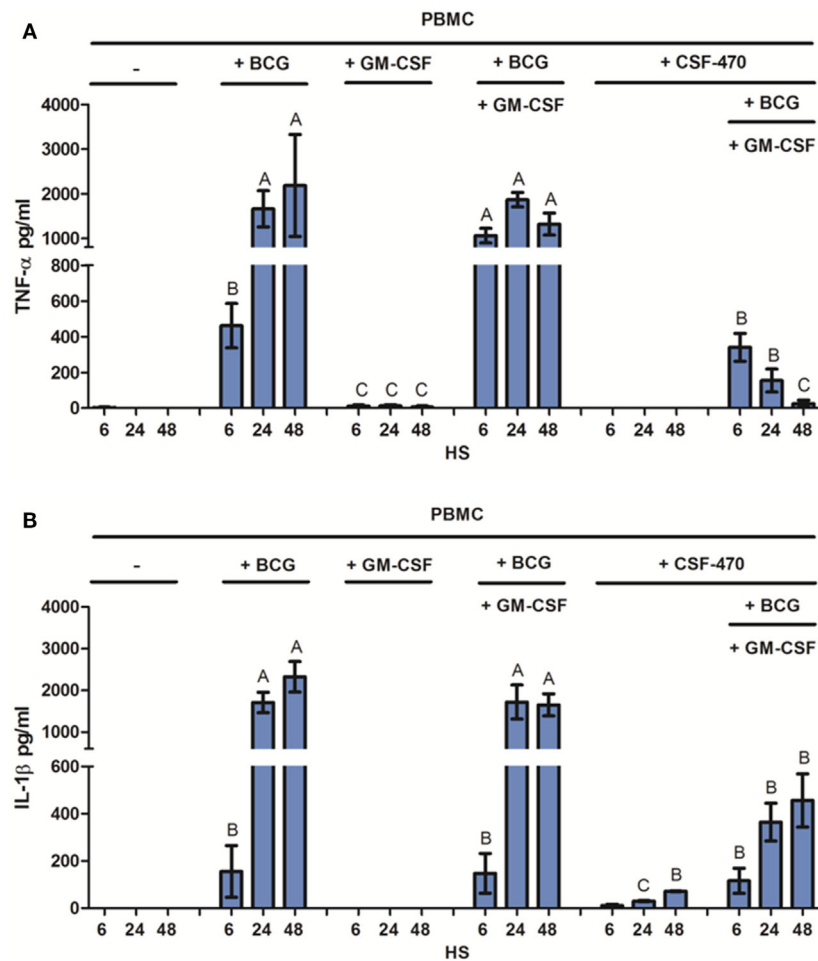 A
PBMC
- + BCG + GM-CSF + BCG + CSF-470
+ GM-CSF + BCG
+ GM-CSF
TNF-α pg/ml
4000
3000
2000
1000
800
600
400
200
0
B A A C C C A A A B B C
6 24 48 6 24 48 6 24 48 6 24 48 6 24 48 6 24 48
HS
B
PBMC
- + BCG + GM-CSF + BCG + CSF-470
+ GM-CSF + BCG
+ GM-CSF
IL-1β pg/ml
4000
3000
2000
1000
600
400
200
0
B A A B A A C B B B B
6 24 48 6 24 48 6 24 48 6 24 48 6 24 48 6 24 48
HS